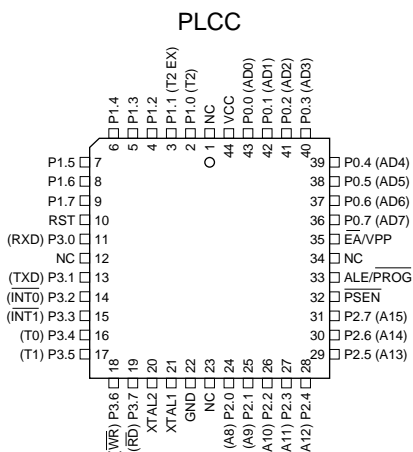 PLCC
P1.4
P1.3
P1.2
P1.1 (T2 EX)
P1.0 (T2)
NC
VCC
P0.0 (AD0)
P0.1 (AD1)
P0.2 (AD2)
P0.3 (AD3)
6
5
4
3
2
1
44
43
42
41
40
P1.5 7
P1.6 8
P1.7 9
RST 10
(RXD) P3.0 11
NC 12
(TXD) P3.1 13
(INT0) P3.2 14
(INT1) P3.3 15
(T0) P3.4 16
(T1) P3.5 17
39 P0.4 (AD4)
38 P0.5 (AD5)
37 P0.6 (AD6)
36 P0.7 (AD7)
35 EA/VPP
34 NC
33 ALE/PROG
32 PSEN
31 P2.7 (A15)
30 P2.6 (A14)
29 P2.5 (A13)
18
19
20
21
22
23
24
25
26
27
28
(WR) P3.6
(RD) P3.7
XTAL2
XTAL1
GND
NC
(A8) P2.0
(A9) P2.1
A10) P2.2
A11) P2.3
A12) P2.4